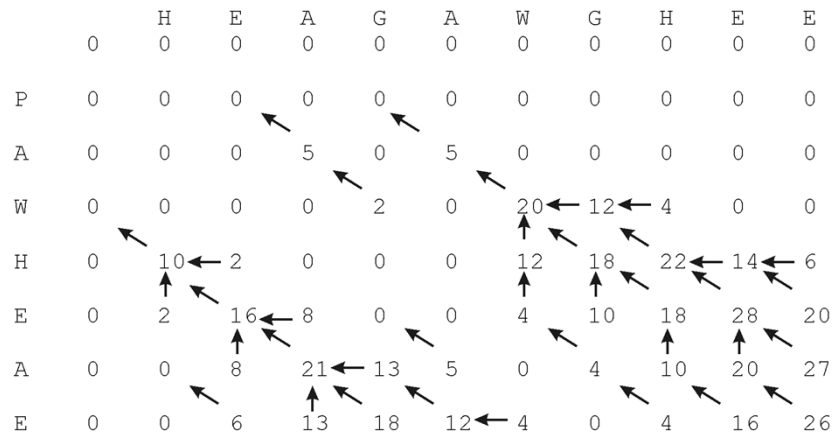 H E A G A W G H E E
0 0 0 0 0 0 0 0 0 0 0
P 0 0 0 0 0 0 0 0 0 0 0
A 0 0 0 5 0 5 0 0 0 0 0
W 0 0 0 0 2 0 20 12 4 0 0
H 0 10 2 0 0 0 12 18 22 14 6
E 0 2 16 8 0 0 4 10 18 28 20
A 0 0 8 21 13 5 0 4 10 20 27
E 0 0 6 13 18 12 4 0 4 16 26